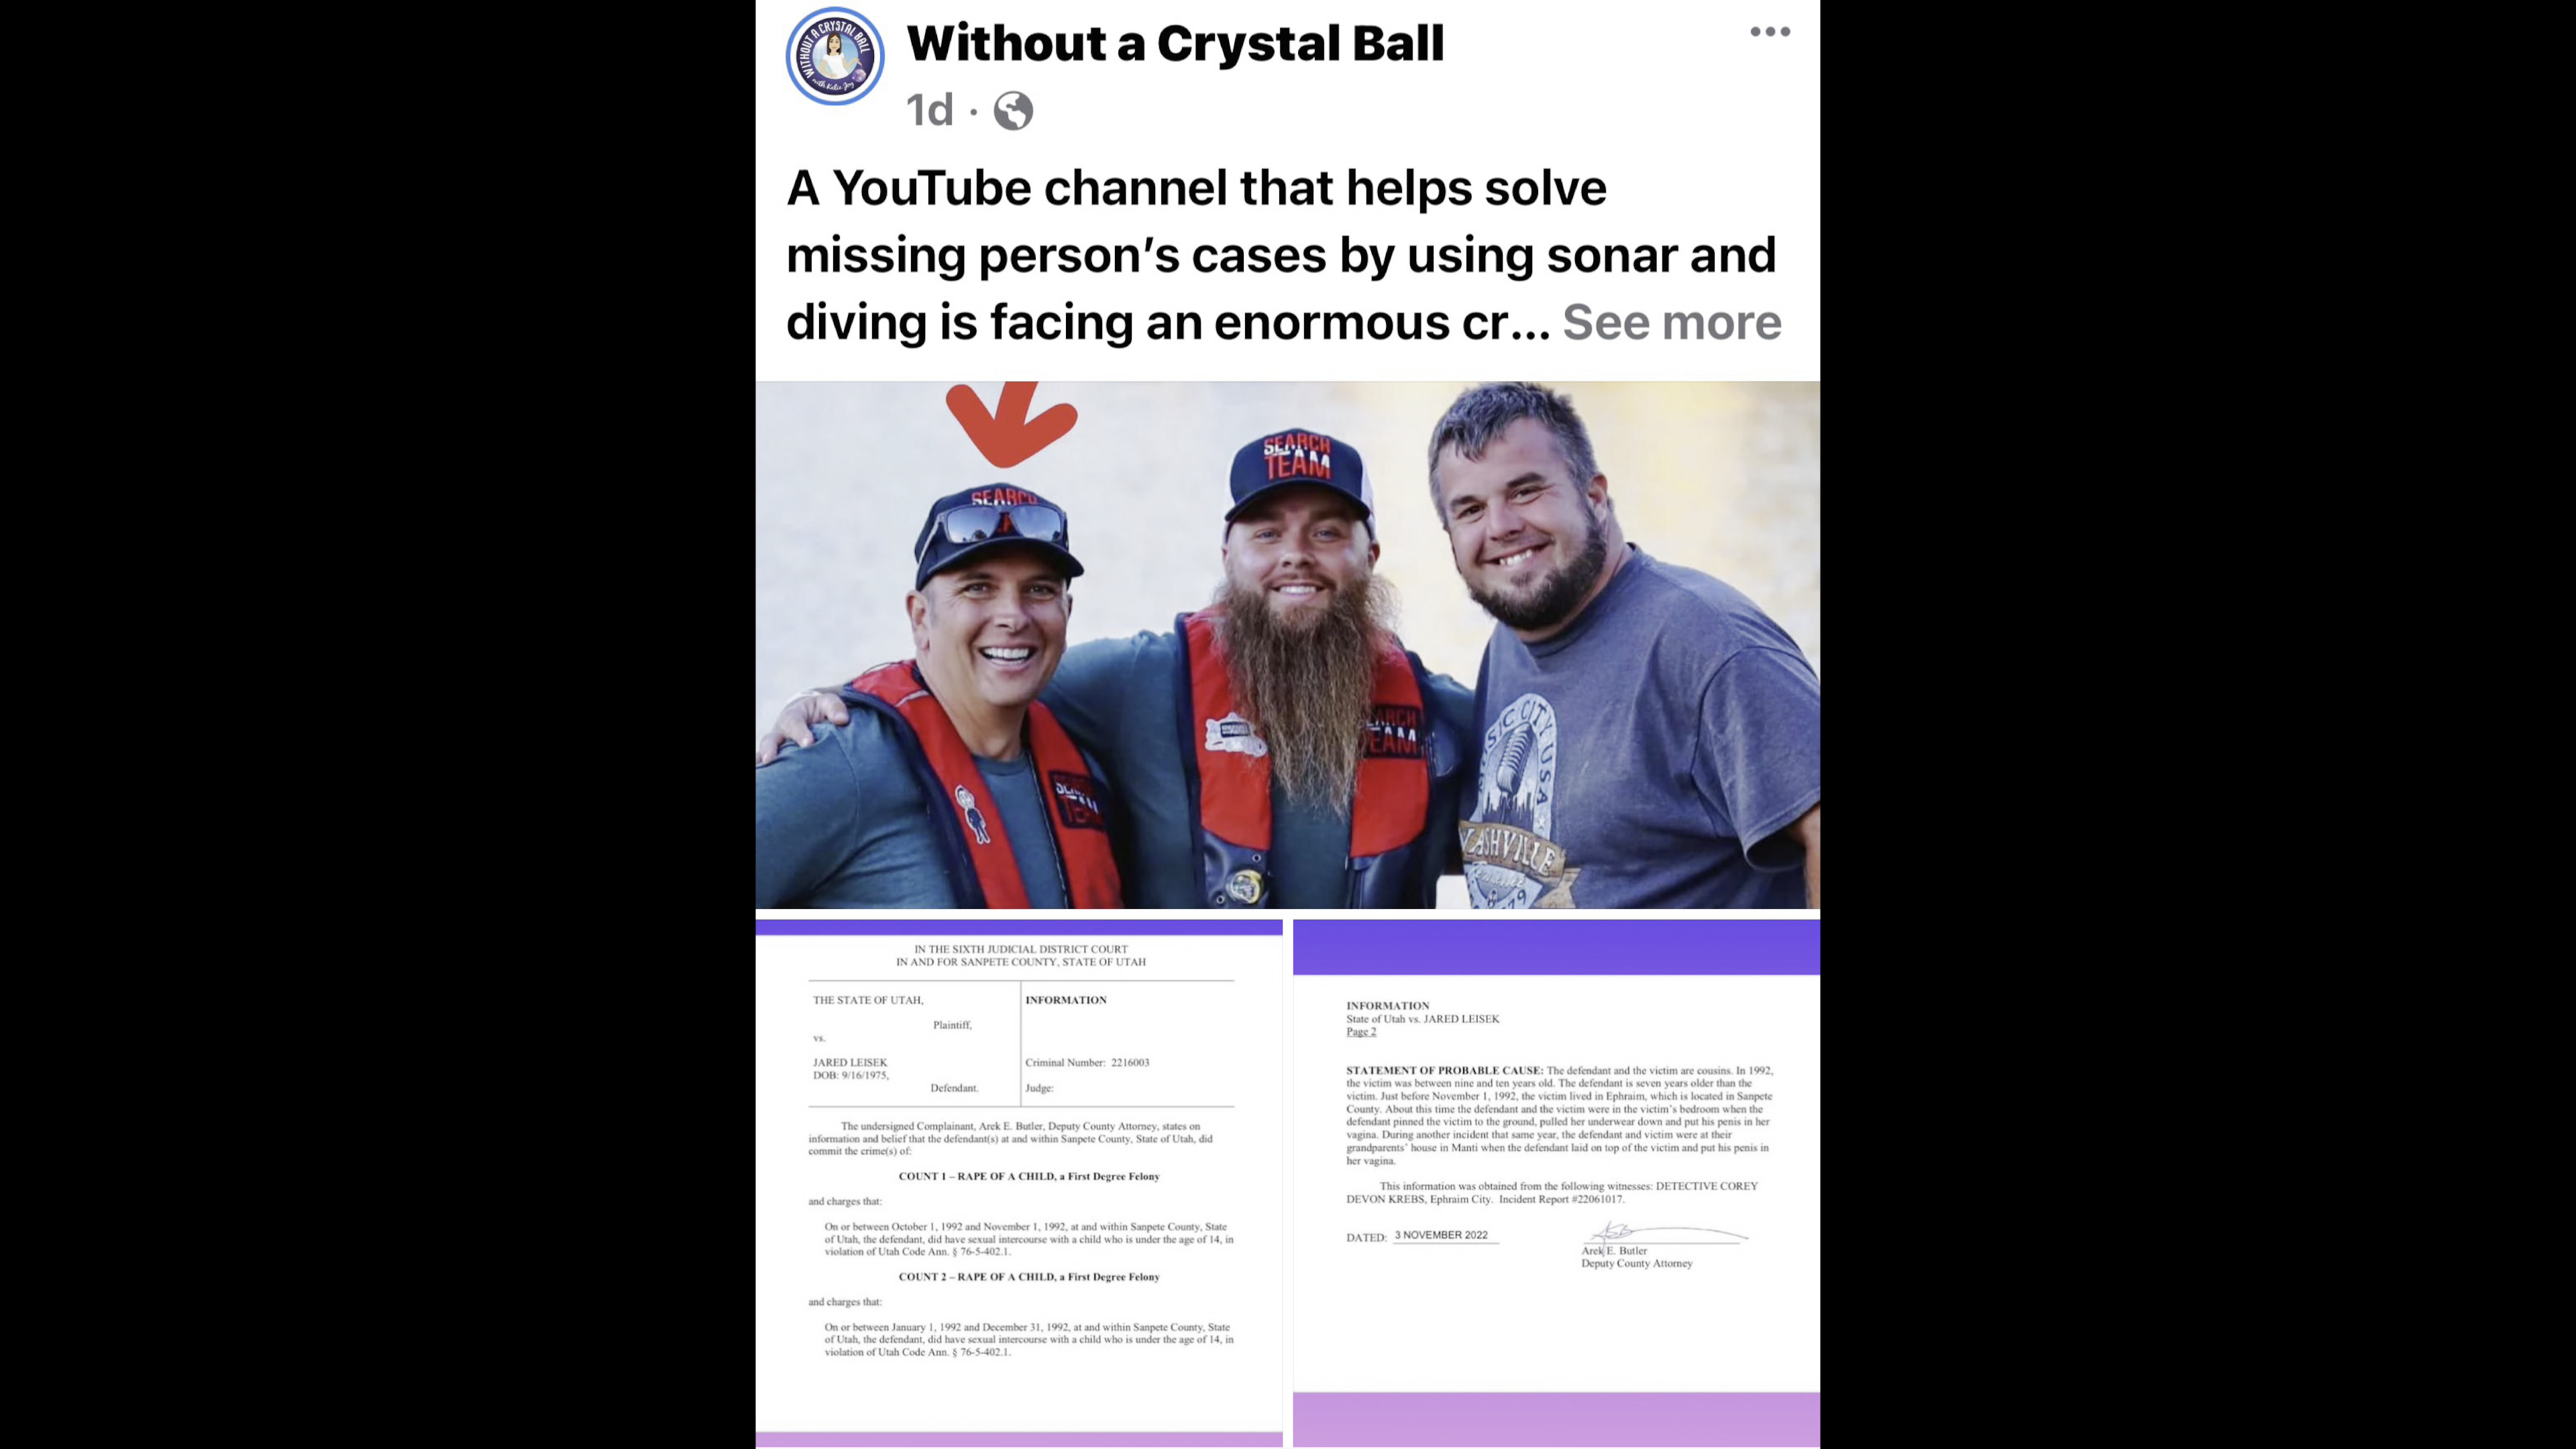 WITHOUT A CRYSTAL BALL
with Katie Joy
Without a Crystal Ball
1d ·
A YouTube channel that helps solve
missing person's cases by using sonar and
diving is facing an enormous cr... See more
SEARCH
TEAM
SEARCH
SEARCH
TEAM
EAM
SIC CITY USA
NASHVILLE
IN THE SIXTH JUDICIAL DISTRICT COURT
IN AND FOR SANPETE COUNTY, STATE OF UTAH
THE STATE OF UTAH,
Plaintiff,
vs.
JARED LEISEK
DOB: 9/16/1975,
Defendant.
INFORMATION
Criminal Number: 2216003
Judge:
The undersigned Complainant, Arek E. Butler, Deputy County Attorney, states on
information and belief that the defendant(s) at and within Sanpete County, State of Utah, did
commit the crime(s) of:
COUNT 1 – RAPE OF A CHILD, a First Degree Felony
and charges that:
On or between October 1, 1992 and November 1, 1992, at and within Sanpete County, State
of Utah, the defendant, did have sexual intercourse with a child who is under the age of 14, in
violation of Utah Code Ann. § 76-5-402.1.
COUNT 2 – RAPE OF A CHILD, a First Degree Felony
and charges that:
On or between January 1, 1992 and December 31, 1992, at and within Sanpete County, State
of Utah, the defendant, did have sexual intercourse with a child who is under the age of 14, in
violation of Utah Code Ann. § 76-5-402.1.
INFORMATION
State of Utah vs. JARED LEISEK
Page 2
STATEMENT OF PROBABLE CAUSE: The defendant and the victim are cousins. In 1992,
the victim was between nine and ten years old. The defendant is seven years older than the
victim. Just before November 1, 1992, the victim lived in Ephraim, which is located in Sanpete
County. About this time the defendant and the victim were in the victim's bedroom when the
defendant pinned the victim to the ground, pulled her underwear down and put his penis in her
vagina. During another incident that same year, the defendant and victim were at their
grandparents' house in Manti when the defendant laid on top of the victim and put his penis in
her vagina.
This information was obtained from the following witnesses: DETECTIVE COREY
DEVON KREBS, Ephraim City. Incident Report #22061017.
DATED: 3 NOVEMBER 2022
Arek E. Butler
Deputy County Attorney